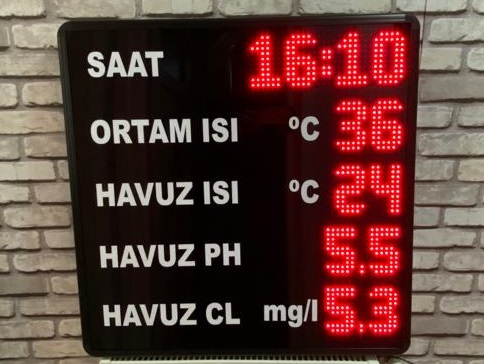 SAAT 16:10
ORTAM ISI ºC 36
HAVUZ ISI ºC 24
HAVUZ PH 5.5
HAVUZ CL mg/l 5.3